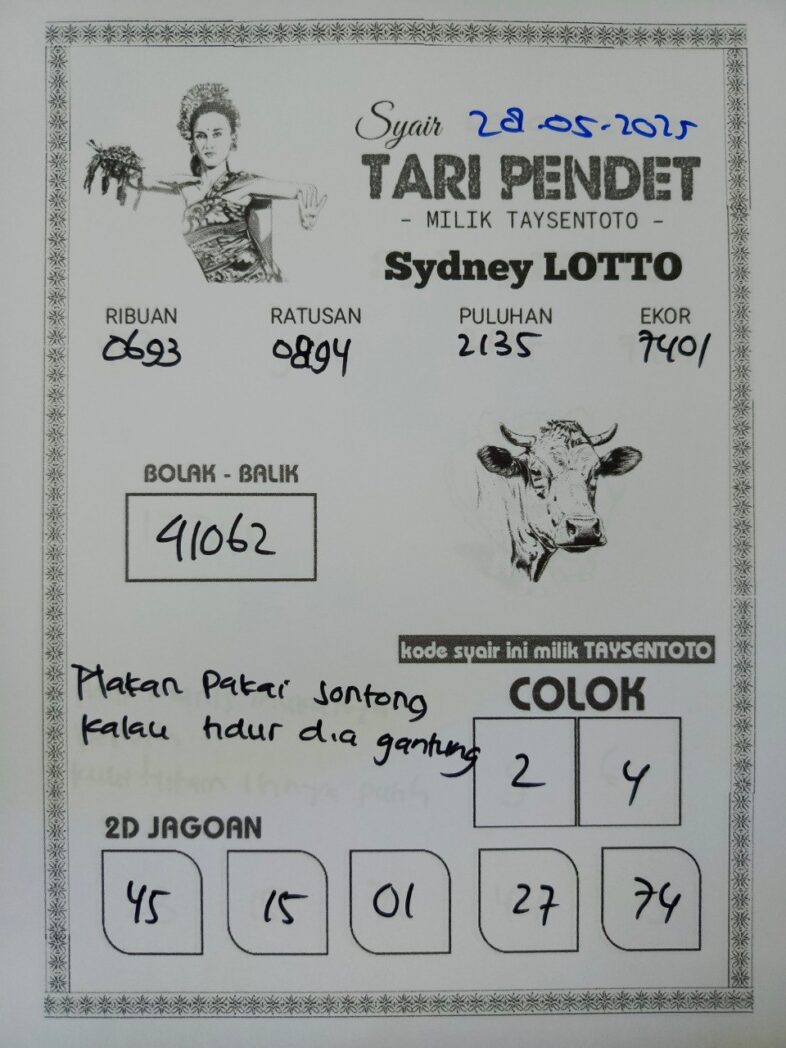 Syair 28-05-2025
TARI PENDET
- MILIK TAYSENTOTO -
Sydney LOTTO
RIBUAN RATUSAN PULUHAN EKOR
0693 0894 2135 7401
BOLAK - BALIK
41062
kode syair ini milik TAYSENTOTO
Makan pakai sontong
kalau tidur dia gantung
COLOK
2 4
2D JAGOAN
45 15 01 27 74